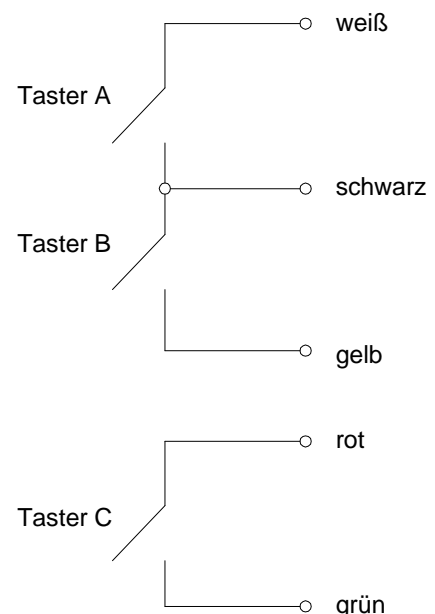 weiß
Taster A
schwarz
Taster B
gelb
rot
Taster C
grün